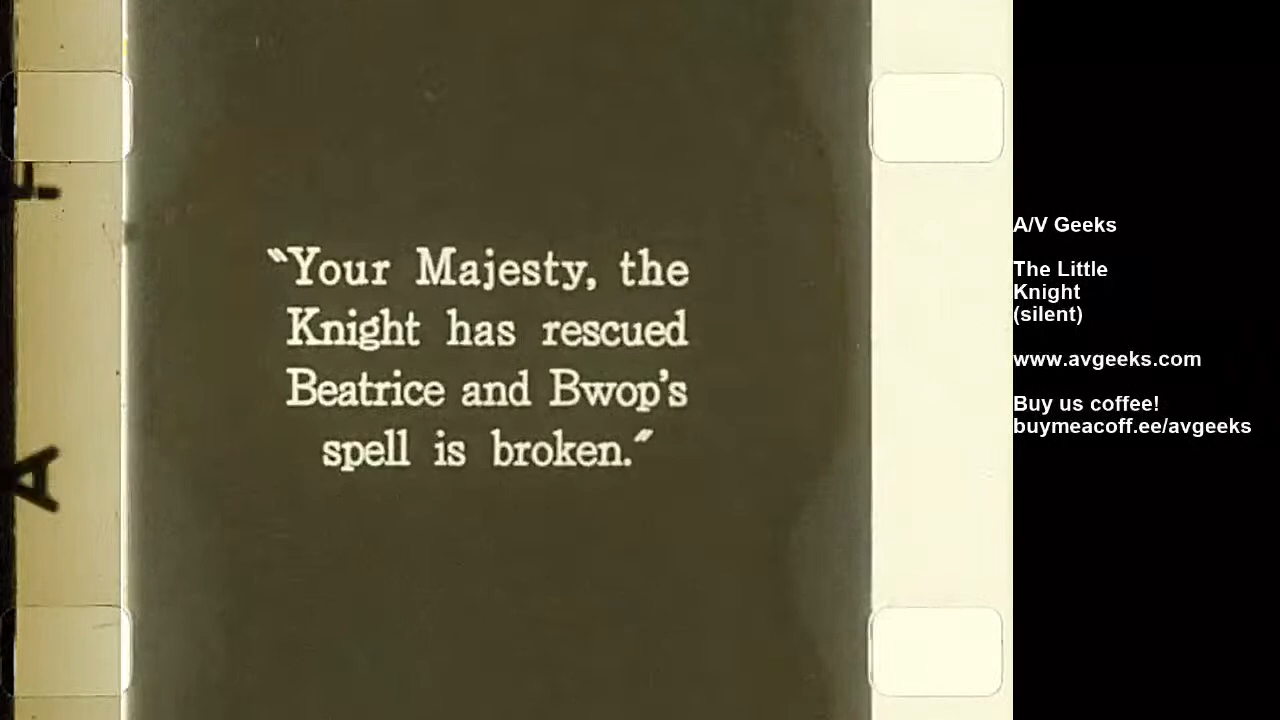 "Your Majesty, the
Knight has rescued
Beatrice and Bwop's
spell is broken."
A/V Geeks
The Little
Knight
(silent)
www.avgeeks.com
Buy us coffee!
buymeacoff.ee/avgeeks
A